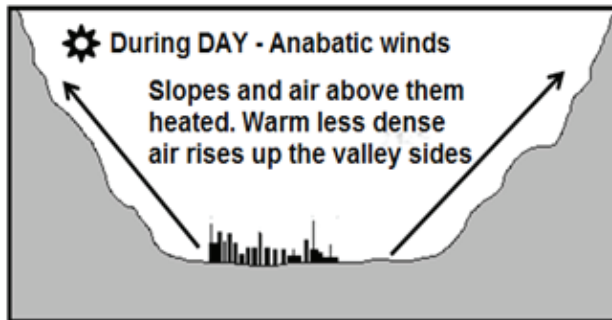 During DAY - Anabatic winds
Slopes and air above them
heated. Warm less dense
air rises up the valley sides